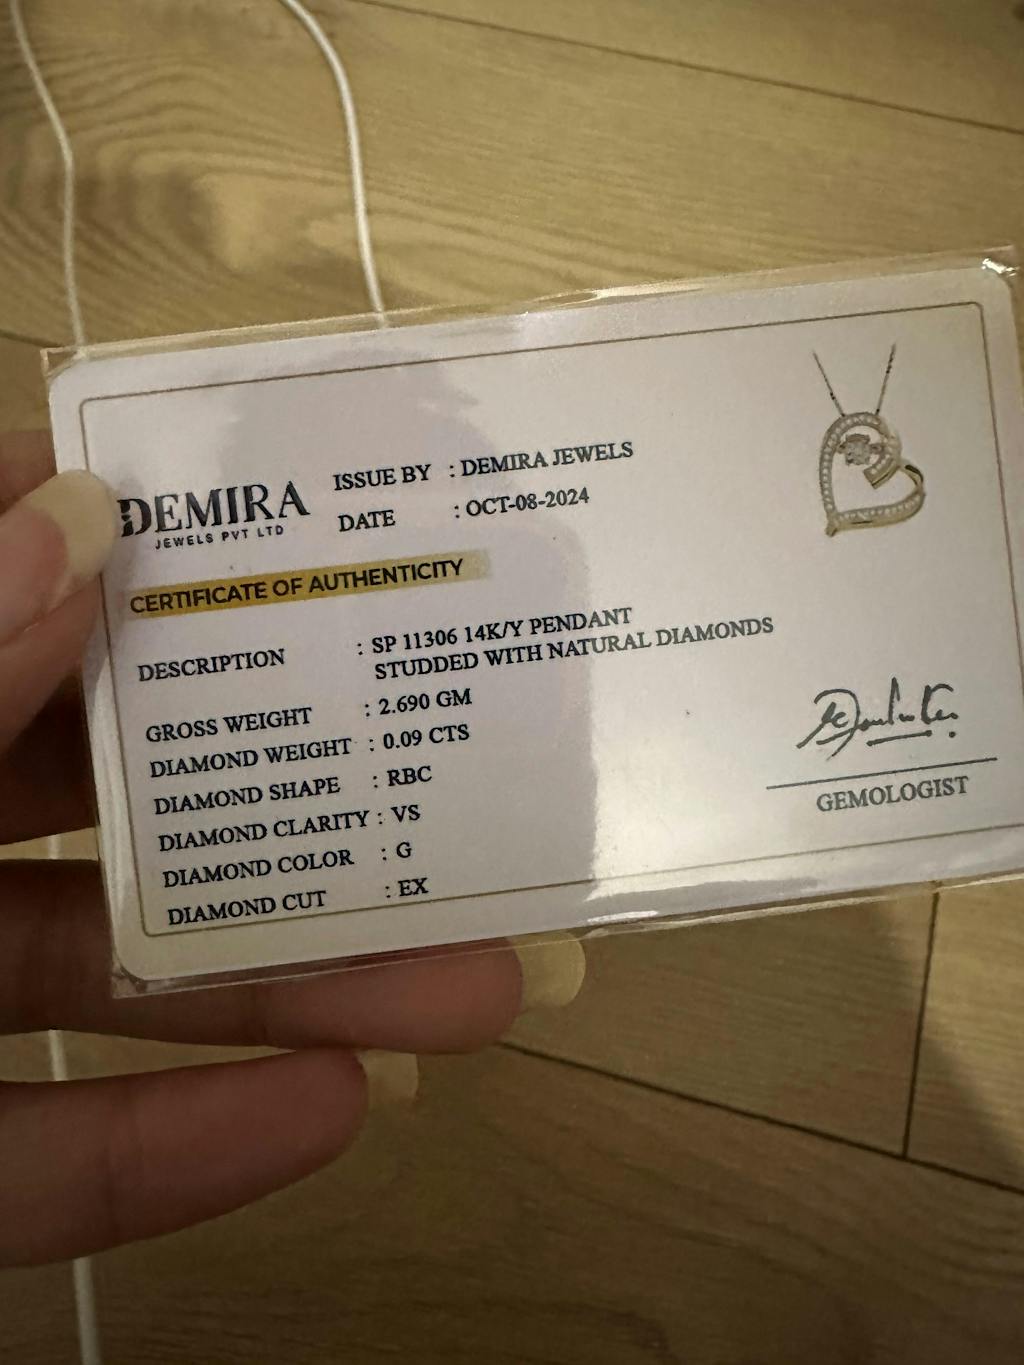 DEMIRA
JEWELS PVT LTD
ISSUE BY : DEMIRA JEWELS
DATE : OCT-08-2024
CERTIFICATE OF AUTHENTICITY
DESCRIPTION : SP 11306 14K/Y PENDANT
STUDDED WITH NATURAL DIAMONDS
GROSS WEIGHT : 2.690 GM
DIAMOND WEIGHT : 0.09 CTS
DIAMOND SHAPE : RBC
DIAMOND CLARITY : VS
DIAMOND COLOR : G
DIAMOND CUT : EX
GEMOLOGIST